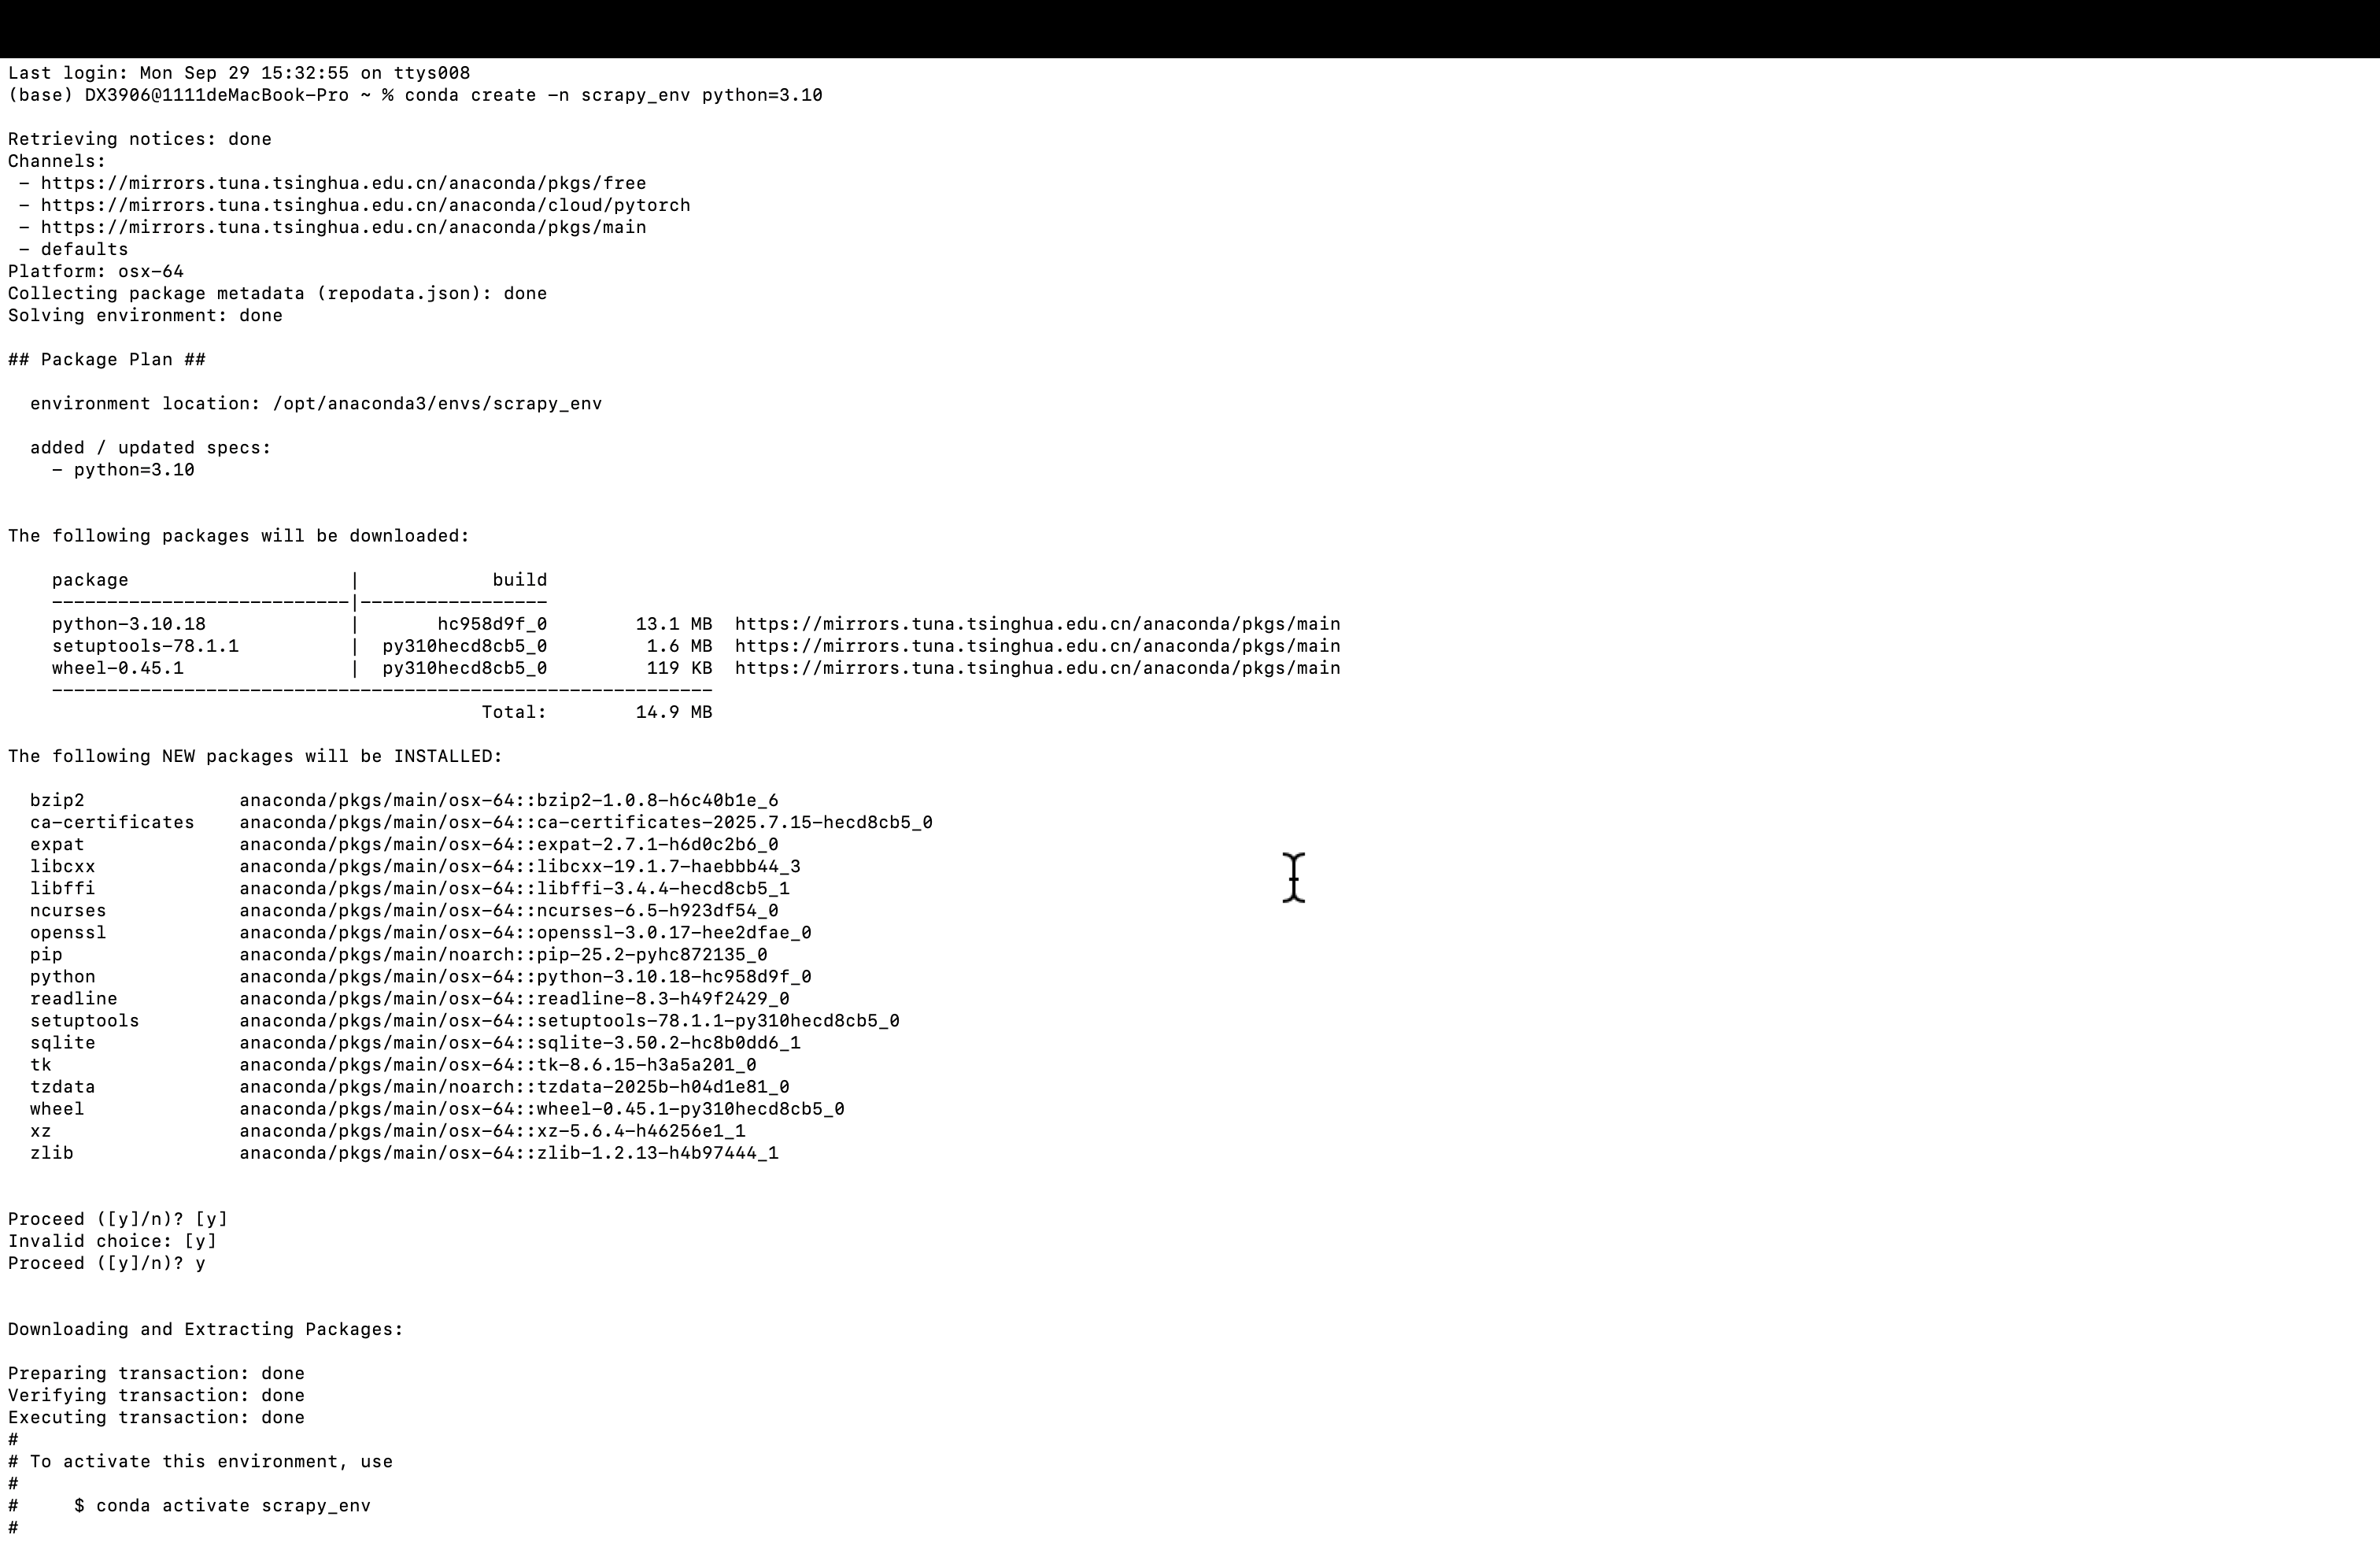 Last login: Mon Sep 29 15:32:55 on ttys008
(base) DX3906@1111deMacBook-Pro ~ % conda create -n scrapy_env python=3.10
Retrieving notices: done
Channels:
 - https://mirrors.tuna.tsinghua.edu.cn/anaconda/pkgs/free
 - https://mirrors.tuna.tsinghua.edu.cn/anaconda/cloud/pytorch
 - https://mirrors.tuna.tsinghua.edu.cn/anaconda/pkgs/main
 - defaults
Platform: osx-64
Collecting package metadata (repodata.json): done
Solving environment: done
## Package Plan ##
  environment location: /opt/anaconda3/envs/scrapy_env
  added / updated specs:
    - python=3.10
The following packages will be downloaded:
    package                    |            build
    ---------------------------|-----------------
    python-3.10.18             |       hc958d9f_0        13.1 MB  https://mirrors.tuna.tsinghua.edu.cn/anaconda/pkgs/main
    setuptools-78.1.1          |  py310hecd8cb5_0         1.6 MB  https://mirrors.tuna.tsinghua.edu.cn/anaconda/pkgs/main
    wheel-0.45.1               |  py310hecd8cb5_0         119 KB  https://mirrors.tuna.tsinghua.edu.cn/anaconda/pkgs/main
    ------------------------------------------------------------
                                           Total:        14.9 MB
The following NEW packages will be INSTALLED:
  bzip2              anaconda/pkgs/main/osx-64::bzip2-1.0.8-h6c40b1e_6
  ca-certificates    anaconda/pkgs/main/osx-64::ca-certificates-2025.7.15-hecd8cb5_0
  expat              anaconda/pkgs/main/osx-64::expat-2.7.1-h6d0c2b6_0
  libcxx             anaconda/pkgs/main/osx-64::libcxx-19.1.7-haebbb44_3
  libffi             anaconda/pkgs/main/osx-64::libffi-3.4.4-hecd8cb5_1
  ncurses            anaconda/pkgs/main/osx-64::ncurses-6.5-h923df54_0
  openssl            anaconda/pkgs/main/osx-64::openssl-3.0.17-hee2dfae_0
  pip                anaconda/pkgs/main/noarch::pip-25.2-pyhc872135_0
  python             anaconda/pkgs/main/osx-64::python-3.10.18-hc958d9f_0
  readline           anaconda/pkgs/main/osx-64::readline-8.3-h49f2429_0
  setuptools         anaconda/pkgs/main/osx-64::setuptools-78.1.1-py310hecd8cb5_0
  sqlite             anaconda/pkgs/main/osx-64::sqlite-3.50.2-hc8b0dd6_1
  tk                 anaconda/pkgs/main/osx-64::tk-8.6.15-h3a5a201_0
  tzdata             anaconda/pkgs/main/noarch::tzdata-2025b-h04d1e81_0
  wheel              anaconda/pkgs/main/osx-64::wheel-0.45.1-py310hecd8cb5_0
  xz                 anaconda/pkgs/main/osx-64::xz-5.6.4-h46256e1_1
  zlib               anaconda/pkgs/main/osx-64::zlib-1.2.13-h4b97444_1
Proceed ([y]/n)? [y]
Invalid choice: [y]
Proceed ([y]/n)? y
Downloading and Extracting Packages:
Preparing transaction: done
Verifying transaction: done
Executing transaction: done
#
# To activate this environment, use
#
#     $ conda activate scrapy_env
#